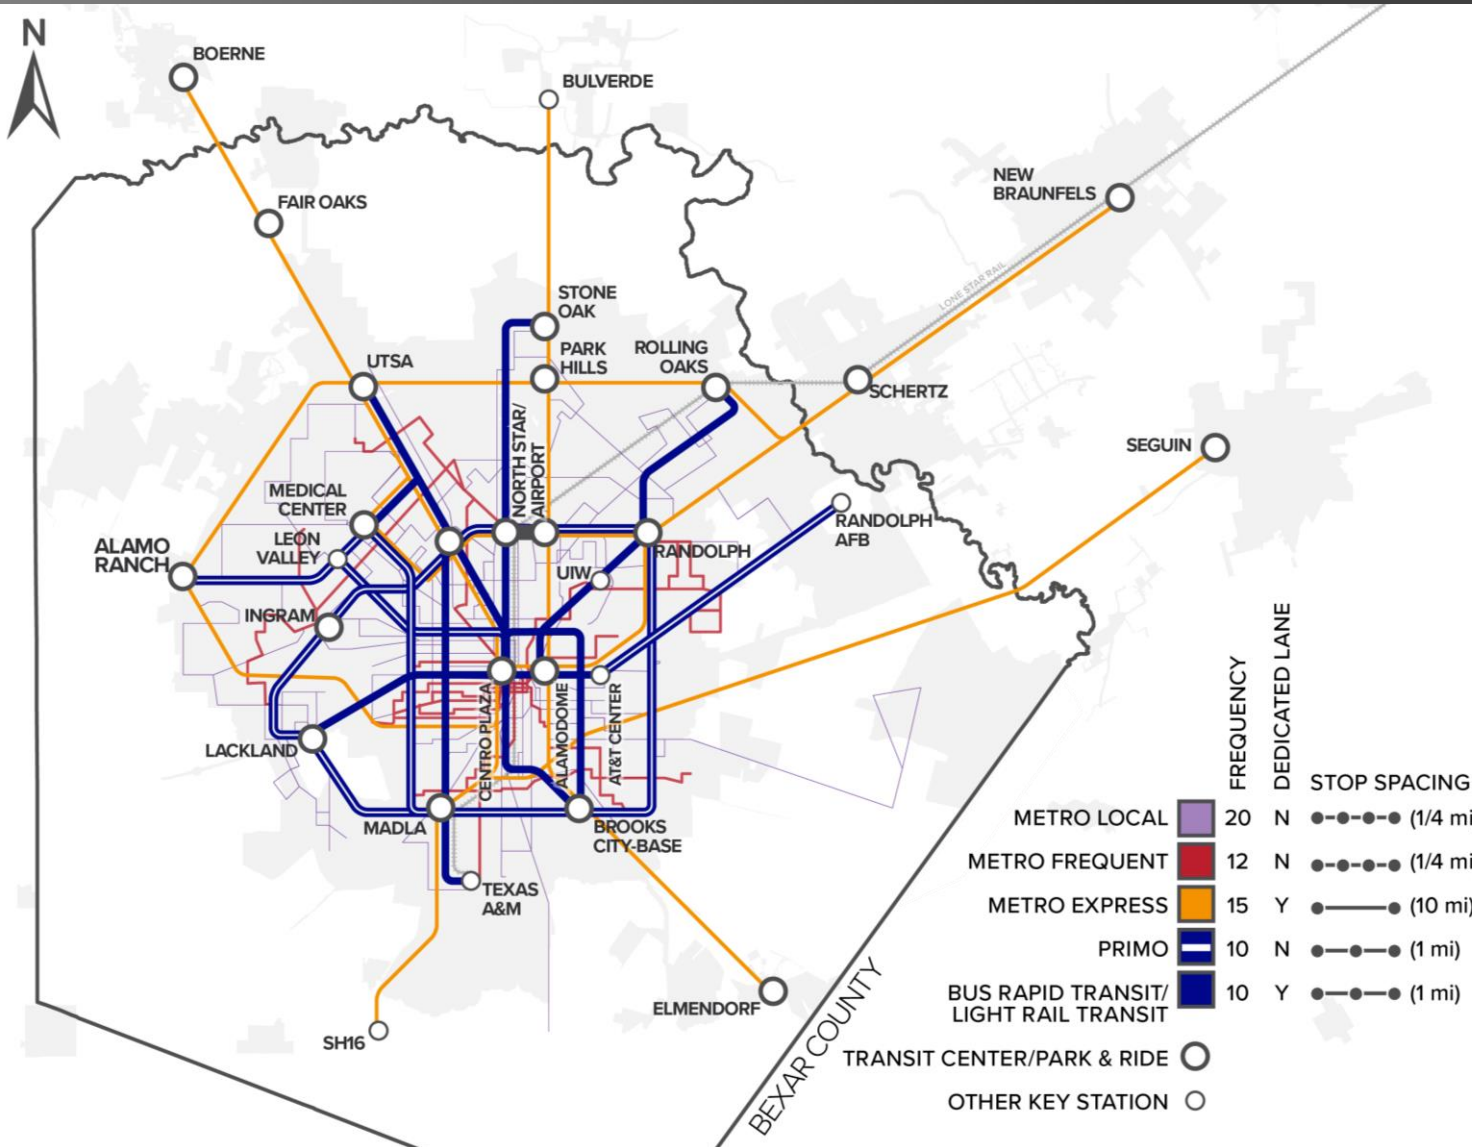 N
BOERNE
BULVERDE
NEW
BRAUNFELS
FAIR OAKS
LONE STAR RAIL
STONE
OAK
PARK
HILLS
ROLLING
OAKS
UTSA
SCHERTZ
SEGUIN
NORTH STAR/
AIRPORT
MEDICAL
CENTER
LEON
VALLEY
RANDOLPH
AFB
ALAMO
RANCH
RANDOLPH
UIW
INGRAM
CENTRO PLAZA
ALAMODOME
AT&T CENTER
LACKLAND
MADLA
BROOKS
CITY-BASE
TEXAS
A&M
ELMENDORF
SH16
BEXAR COUNTY
FREQUENCY
DEDICATED LANE
STOP SPACING
METRO LOCAL 20 N (1/4 mi
METRO FREQUENT 12 N (1/4 mi
METRO EXPRESS 15 Y (10 mi)
PRIMO 10 N (1 mi)
BUS RAPID TRANSIT/
LIGHT RAIL TRANSIT 10 Y (1 mi)
TRANSIT CENTER/PARK & RIDE
OTHER KEY STATION